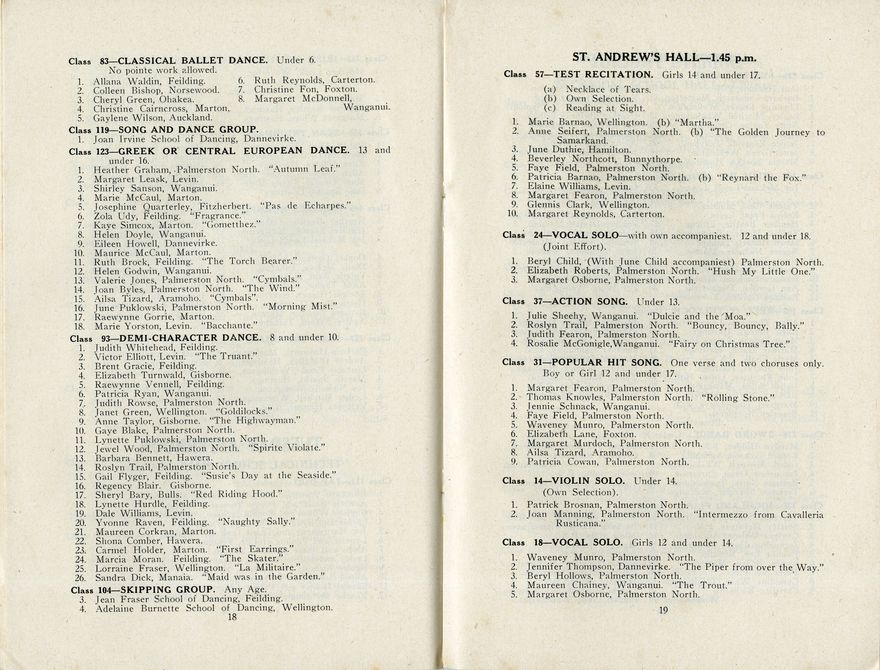 Class 83—CLASSICAL BALLET DANCE. Under 6.
No pointe work allowed.
1. Allana Waldin, Feilding.
2. Colleen Bishop, Norsewood.
3. Cheryl Green, Ohakea.
4. Christine Cairncross, Marton.
5. Gaylene Wilson, Auckland.
6. Ruth Reynolds, Carterton.
7. Christine Fon, Foxton.
8. Margaret McDonnell,
Wanganui.
Class 119—SONG AND DANCE GROUP.
1. Joan Irvine School of Dancing, Dannevirke.
Class 123—GREEK OR CENTRAL EUROPEAN DANCE. 13 and
under 16.
1. Heather Graham, Palmerston North. "Autumn Leaf."
2. Margaret Leask, Levin.
3. Shirley Sanson, Wanganui.
4. Marie McCaul, Marton.
5. Josephine Quarterley, Fitzherbert. "Pas de Echarpes."
6. Zola Udy, Feilding. "Fragrance."
7. Kaye Simcox, Marton. "Gometthez."
8. Helen Doyle, Wanganui.
9. Eileen Howell, Dannevirke.
10. Maurice McCaul, Marton.
11. Ruth Brock, Feilding. "The Torch Bearer."
12. Helen Godwin, Wanganui.
13. Valerie Jones, Palmerston North. "Cymbals."
14. Joan Byles, Palmerston North. "The Wind."
15. Ailsa Tizard, Aramoho. "Cymbals".
16. June Puklowski, Palmerston North. "Morning Mist."
17. Raewynne Gorrie, Marton.
18. Marie Yorston, Levin. "Bacchante."
Class 93—DEMI-CHARACTER DANCE. 8 and under 10.
1. Judith Whitehead, Feilding.
2. Victor Elliott, Levin. "The Truant."
3. Brent Gracie, Feilding.
4. Elizabeth Turnwald, Gisborne.
5. Raewynne Vennell, Feilding.
6. Patricia Ryan, Wanganui.
7. Judith Rowse, Palmerston North.
8. Janet Green, Wellington. "Goldilocks."
9. Anne Taylor, Gisborne. "The Highwayman."
10. Gaye Blake, Palmerston North.
11. Lynette Puklowski, Palmerston North.
12. Jewel Wood, Palmerston North. "Spirite Violate."
13. Barbara Bennett, Hawera.
14. Roslyn Trail, Palmerston North.
15. Gail Flyger, Feilding. "Susie's Day at the Seaside."
16. Regency Blair. Gisborne.
17. Sheryl Bary, Bulls. "Red Riding Hood."
18. Lynette Hurdle, Feilding.
19. Dale Williams, Levin.
20. Yvonne Raven, Feilding. "Naughty Sally."
21. Maureen Corkran, Marton.
22. Shona Comber, Hawera.
23. Carmel Holder, Marton. "First Earrings."
24. Marcia Moran. Feilding. "The Skater."
25. Lorraine Fraser, Wellington. "La Militaire."
26. Sandra Dick, Manaia. "Maid was in the Garden."
Class 104—SKIPPING GROUP. Any Age.
3. Jean Fraser School of Dancing, Feilding.
4. Adelaine Burnette School of Dancing, Wellington.
18
ST. ANDREW'S HALL—1.45 p.m.
Class 57—TEST RECITATION. Girls 14 and under 17.
(a) Necklace of Tears.
(b) Own Selection.
(c) Reading at Sight.
1. Marie Barnao, Wellington. (b) "Martha."
2. Anne Seifert, Palmerston North. (b) "The Golden Journey to
Samarkand.
3. June Duthie, Hamilton.
4. Beverley Northcott, Bunnythorpe.
5. Faye Field, Palmerston North.
6. Patricia Barnao, Palmerston North. (b) "Reynard the Fox."
7. Elaine Williams, Levin.
8. Margaret Fearon, Palmerston North.
9. Glennis Clark, Wellington.
10. Margaret Reynolds, Carterton.
Class 24—VOCAL SOLO—with own accompaniest. 12 and under 18.
(Joint Effort).
1. Beryl Child, (With June Child accompaniest) Palmerston North.
2. Elizabeth Roberts, Palmerston North. "Hush My Little One."
3. Margaret Osborne, Palmerston North.
Class 37—ACTION SONG. Under 13.
1. Julie Sheehy, Wanganui. "Dulcie and the Moa."
2. Roslyn Trail, Palmerston North. "Bouncy, Bouncy, Bally."
3. Judith Fearon, Palmerston North.
4. Rosalie McGonigle,Wanganui. "Fairy on Christmas Tree."
Class 31—POPULAR HIT SONG. One verse and two choruses only.
Boy or Girl 12 and under 17.
1. Margaret Fearon, Palmerston North.
2. Thomas Knowles, Palmerston North. "Rolling Stone."
3. Jennie Schnack, Wanganui.
4. Faye Field, Palmerston North.
5. Waveney Munro, Palmerston North.
6. Elizabeth Lane, Foxton.
7. Margaret Murdoch, Palmerston North.
8. Ailsa Tizard, Aramoho.
9. Patricia Cowan, Palmerston North.
Class 14—VIOLIN SOLO. Under 14.
(Own Selection).
1. Patrick Brosnan, Palmerston North.
2. Joan Manning, Palmerston North. "Intermezzo from Cavalleria
Rusticana."
Class 18—VOCAL SOLO. Girls 12 and under 14.
1. Waveney Munro, Palmerston North.
2. Jennifer Thompson, Dannevirke. "The Piper from over the Way."
3. Beryl Hollows, Palmerston North.
4. Maureen Chainey, Wanganui. "The Trout."
5. Margaret Osborne, Palmerston North.
19